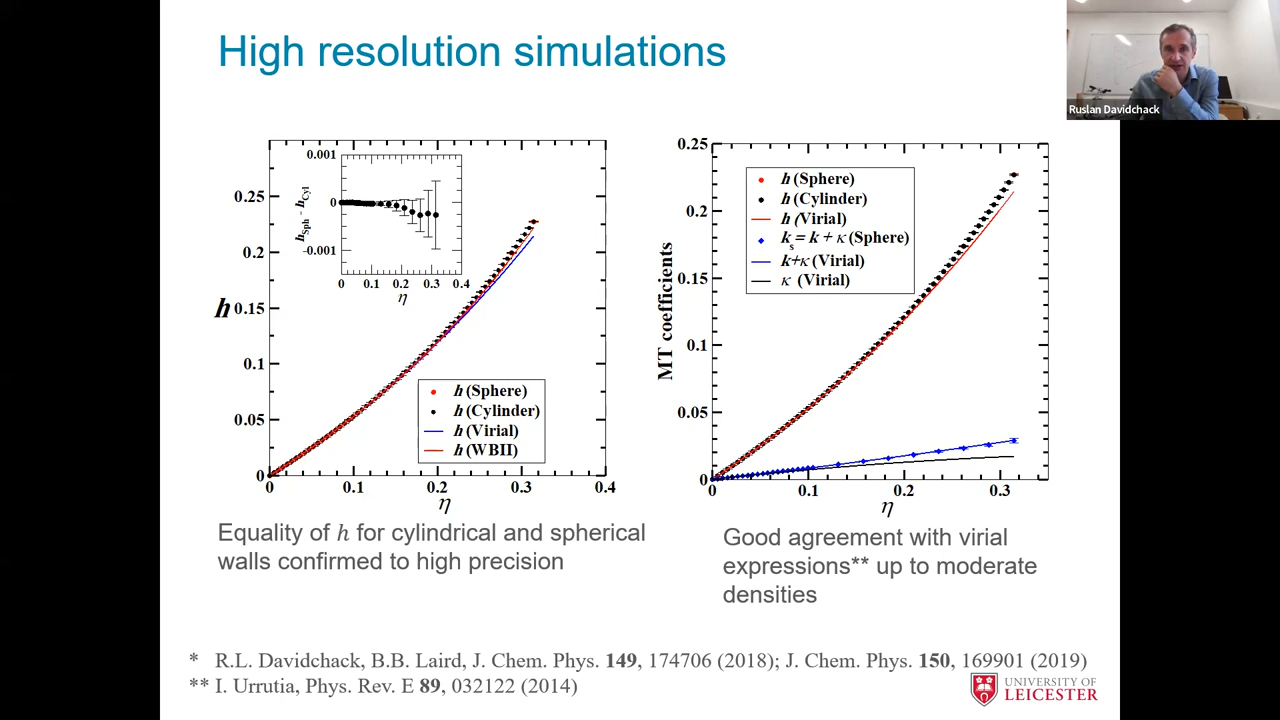 High resolution simulations
Ruslan Davidchack
0.001
0
-0.001
h_Sph - h_Cyl
0 0.1 0.2 0.3 0.4
η
0.25
0.2
0.15
0.1
0.05
0
h
h (Sphere)
h (Cylinder)
h (Virial)
h (WBII)
0 0.1 0.2 0.3 0.4
η
Equality of h for cylindrical and spherical
walls confirmed to high precision
0.25
0.2
0.15
0.1
0.05
0
MT coefficients
h (Sphere)
h (Cylinder)
h (Virial)
k_s = k + κ (Sphere)
k+κ (Virial)
κ (Virial)
0 0.1 0.2 0.3
η
Good agreement with virial
expressions** up to moderate
densities
* R.L. Davidchack, B.B. Laird, J. Chem. Phys. 149, 174706 (2018); J. Chem. Phys. 150, 169901 (2019)
** I. Urrutia, Phys. Rev. E 89, 032122 (2014)
UNIVERSITY OF
LEICESTER